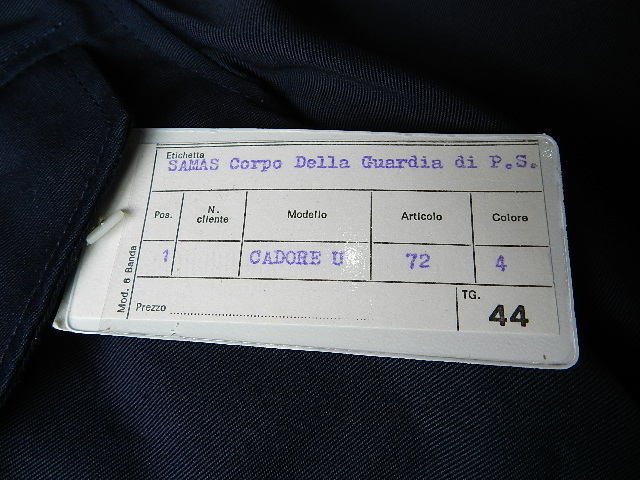 Etichetta
SAMAS Corpo Della Guardia di P.S.
Pos. N. cliente Modello Articolo Colore
1 CADORE U 72 4
Mod. 8 Banda
Prezzo
TG. 44